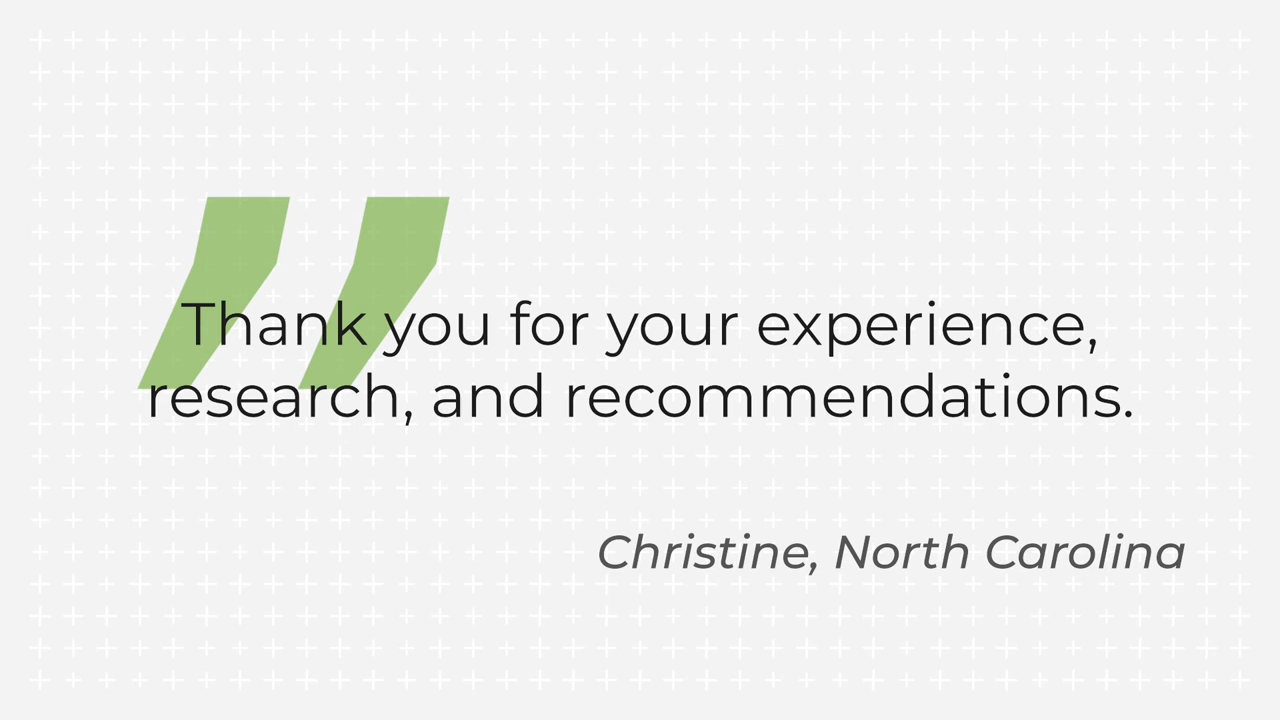 Thank you for your experience,
research, and recommendations.
Christine, North Carolina